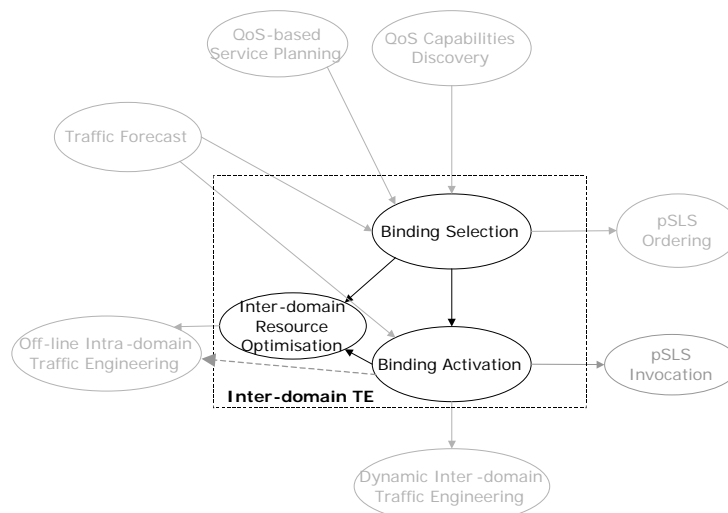 QoS-based
Service Planning
QoS Capabilities
Discovery
Traffic Forecast
Binding Selection
pSLS
Ordering
Inter-domain
Resource
Optimisation
Off-line Intra-domain
Traffic Engineering
Binding Activation
pSLS
Invocation
Inter-domain TE
Dynamic Inter-domain
Traffic Engineering